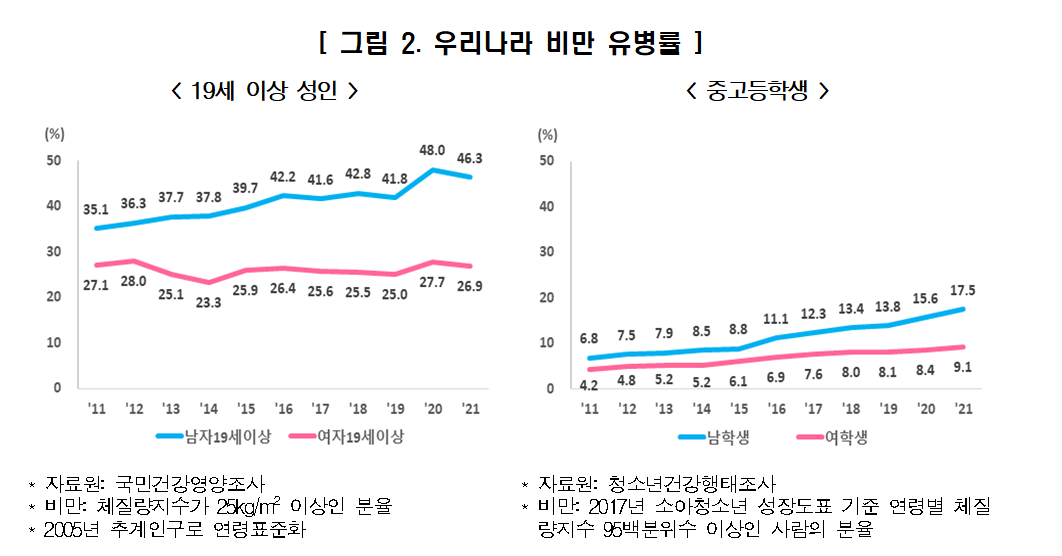 [ 그림 2. 우리나라 비만 유병률 ]
< 19세 이상 성인 >
(%)
50
40
30
20
10
0
35.1 36.3 37.7 37.8 39.7 42.2 41.6 42.8 41.8 48.0 46.3
27.1 28.0 25.1 23.3 25.9 26.4 25.6 25.5 25.0 27.7 26.9
'11 '12 '13 '14 '15 '16 '17 '18 '19 '20 '21
남자19세이상 여자19세이상
* 자료원: 국민건강영양조사
* 비만: 체질량지수가 25kg/㎡ 이상인 분율
* 2005년 추계인구로 연령표준화
< 중고등학생 >
(%)
50
40
30
20
10
0
6.8 7.5 7.9 8.5 8.8 11.1 12.3 13.4 13.8 15.6 17.5
4.2 4.8 5.2 5.2 6.1 6.9 7.6 8.0 8.1 8.4 9.1
'11 '12 '13 '14 '15 '16 '17 '18 '19 '20 '21
남학생 여학생
* 자료원: 청소년건강행태조사
* 비만: 2017년 소아청소년 성장도표 기준 연령별 체질
량지수 95백분위수 이상인 사람의 분율